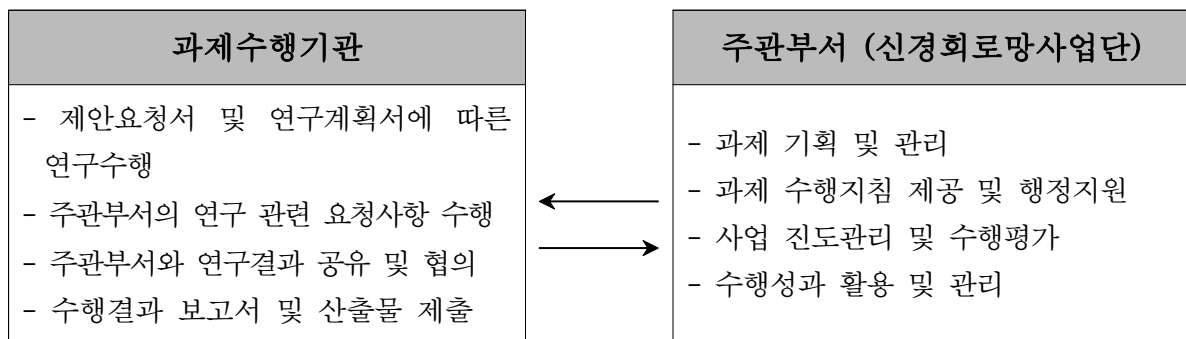 과제수행기관
- 제안요청서 및 연구계획서에 따른
연구수행
- 주관부서의 연구 관련 요청사항 수행
- 주관부서와 연구결과 공유 및 협의
- 수행결과 보고서 및 산출물 제출
주관부서 (신경회로망사업단)
- 과제 기획 및 관리
- 과제 수행지침 제공 및 행정지원
- 사업 진도관리 및 수행평가
- 수행성과 활용 및 관리